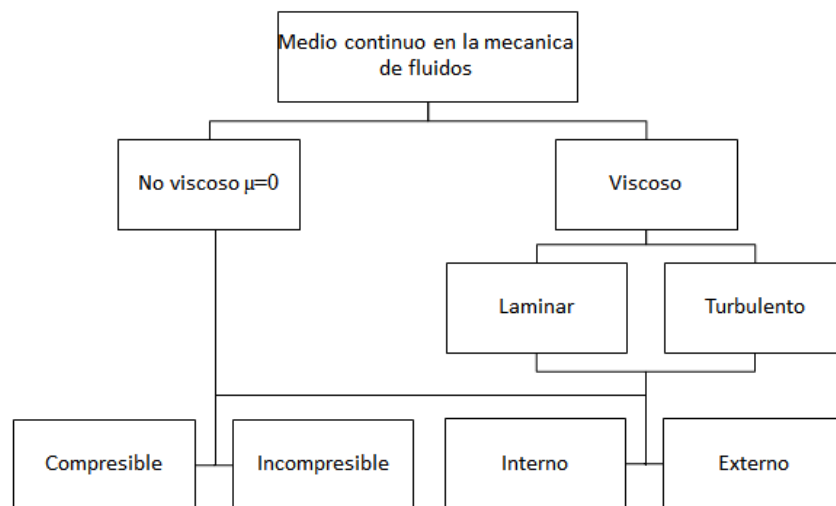 Medio continuo en la mecanica
de fluidos
No viscoso μ=0
Viscoso
Laminar
Turbulento
Compresible
Incompresible
Interno
Externo